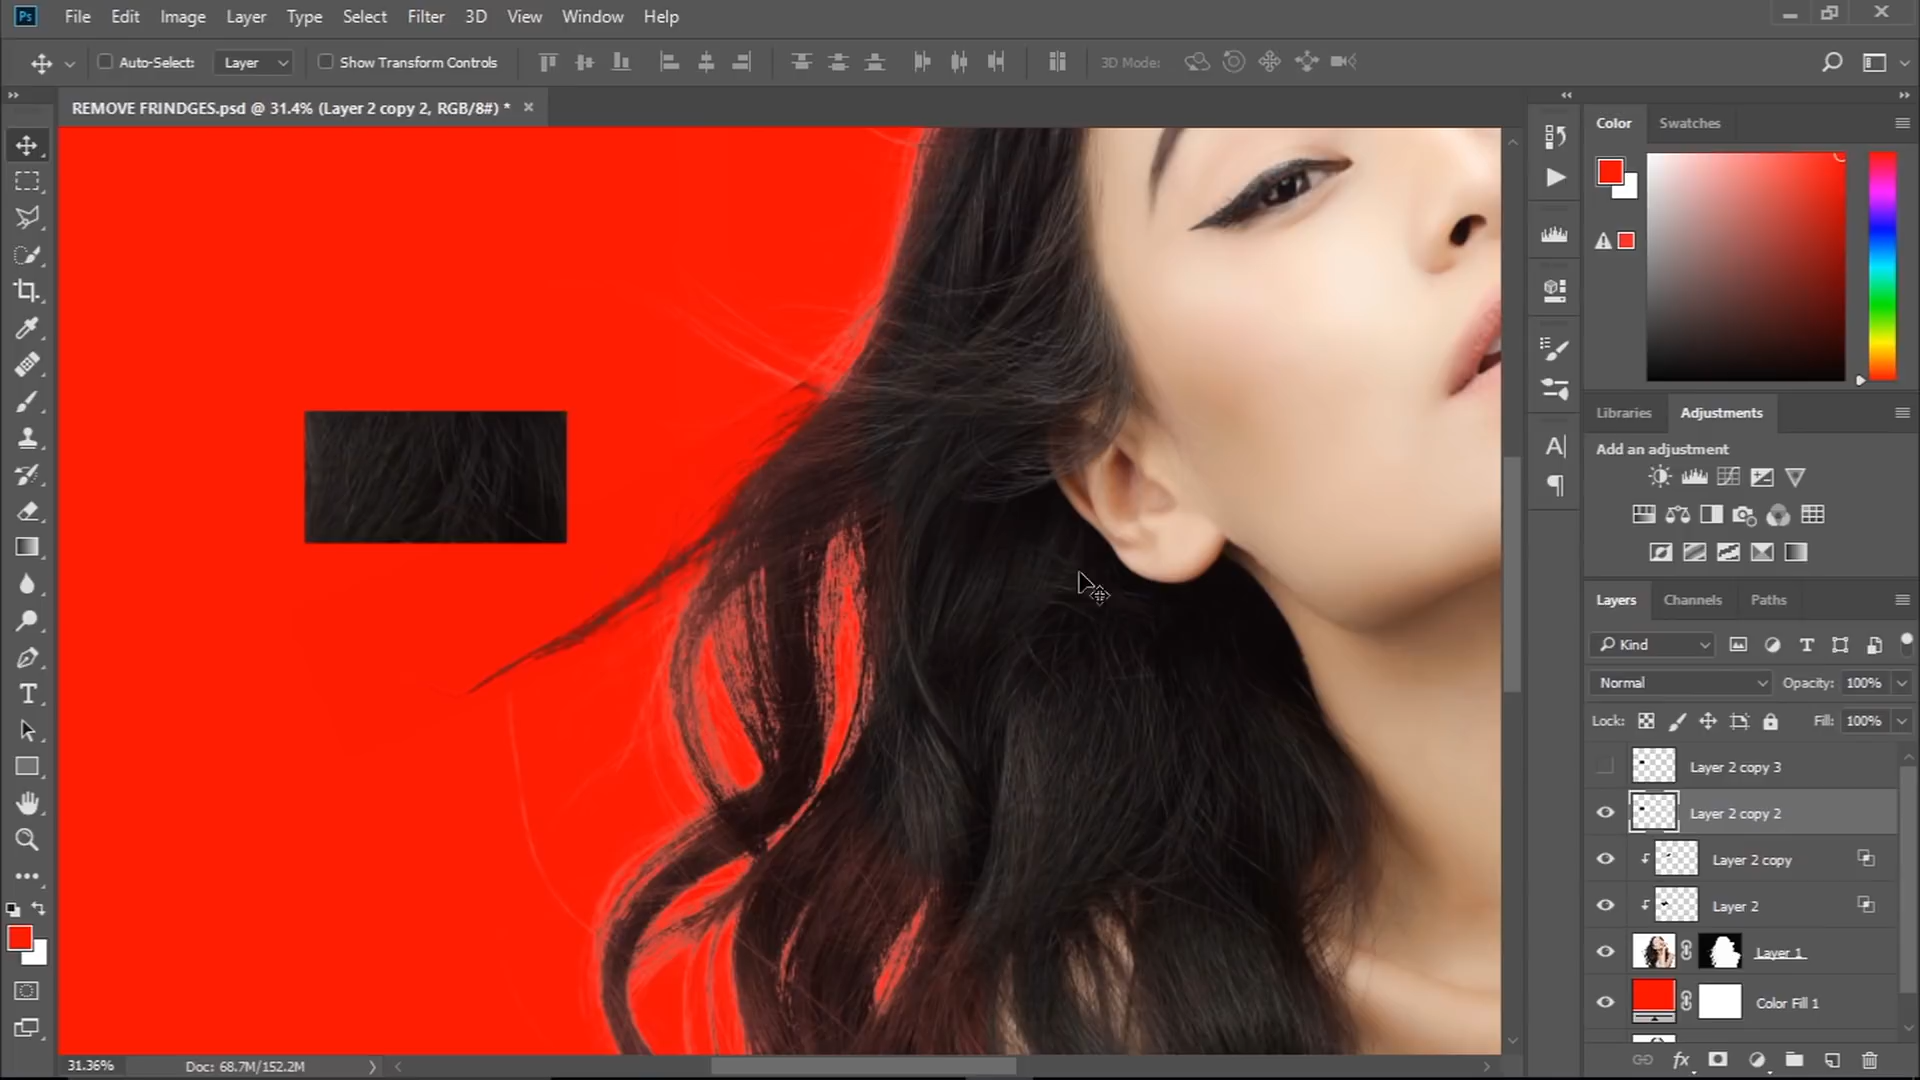 Ps File Edit Image Layer Type Select Filter 3D View Window Help
Auto-Select: Layer Show Transform Controls 3D Mode:
REMOVE FRINDGES.psd @ 31.4% (Layer 2 copy 2, RGB/8#) * ×
Color Swatches
Libraries Adjustments
Add an adjustment
Layers Channels Paths
Kind
Normal Opacity: 100%
Lock: Fill: 100%
Layer 2 copy 3
Layer 2 copy 2
Layer 2 copy
Layer 2
Layer 1
Color Fill 1
31.36% Doc: 68.7M/152.2M